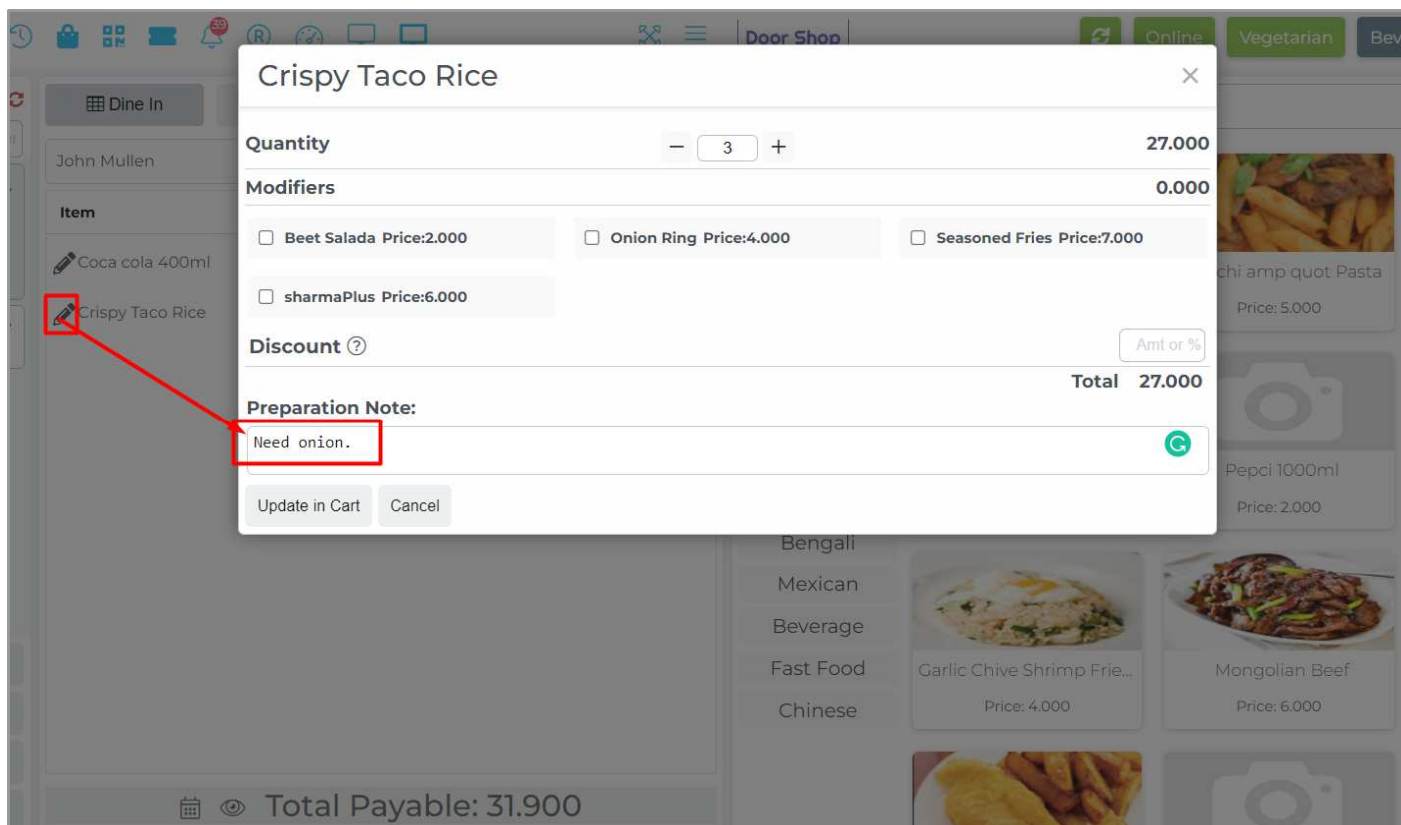 39
R
Door Shop
Online
Vegetarian
Bev
Crispy Taco Rice
Dine In
John Mullen
Item
Coca cola 400ml
Crispy Taco Rice
Quantity
3
27.000
Modifiers
0.000
Beet Salada Price:2.000
Onion Ring Price:4.000
Seasoned Fries Price:7.000
sharmaPlus Price:6.000
Discount
Amt or %
Total 27.000
Preparation Note:
Need onion.
Update in Cart
Cancel
chi amp quot Pasta
Price: 5.000
Pepci 1000ml
Price: 2.000
Bengali
Mexican
Beverage
Fast Food
Chinese
Garlic Chive Shrimp Frie...
Price: 4.000
Mongolian Beef
Price: 6.000
Total Payable: 31.900